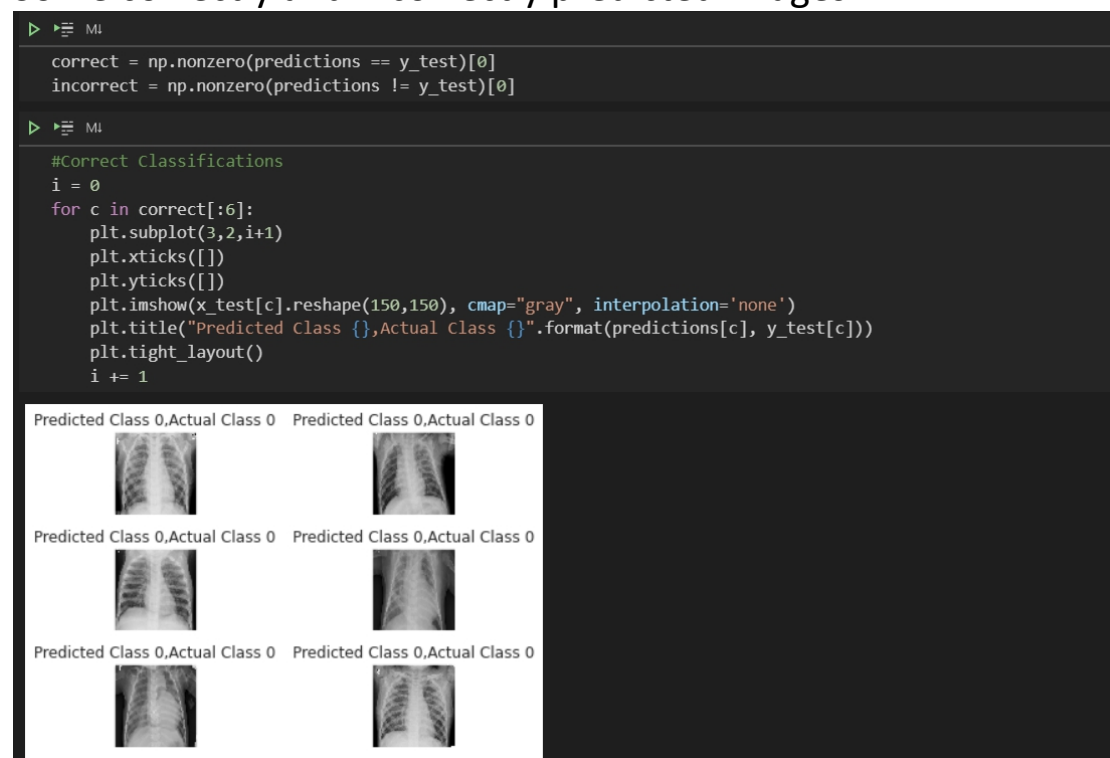 M↓
correct = np.nonzero(predictions == y_test)[0]
incorrect = np.nonzero(predictions != y_test)[0]
M↓
#Correct Classifications
i = 0
for c in correct[:6]:
    plt.subplot(3,2,i+1)
    plt.xticks([])
    plt.yticks([])
    plt.imshow(x_test[c].reshape(150,150), cmap="gray", interpolation='none')
    plt.title("Predicted Class {},Actual Class {}".format(predictions[c], y_test[c]))
    plt.tight_layout()
    i += 1
Predicted Class 0,Actual Class 0 Predicted Class 0,Actual Class 0
Predicted Class 0,Actual Class 0 Predicted Class 0,Actual Class 0
Predicted Class 0,Actual Class 0 Predicted Class 0,Actual Class 0